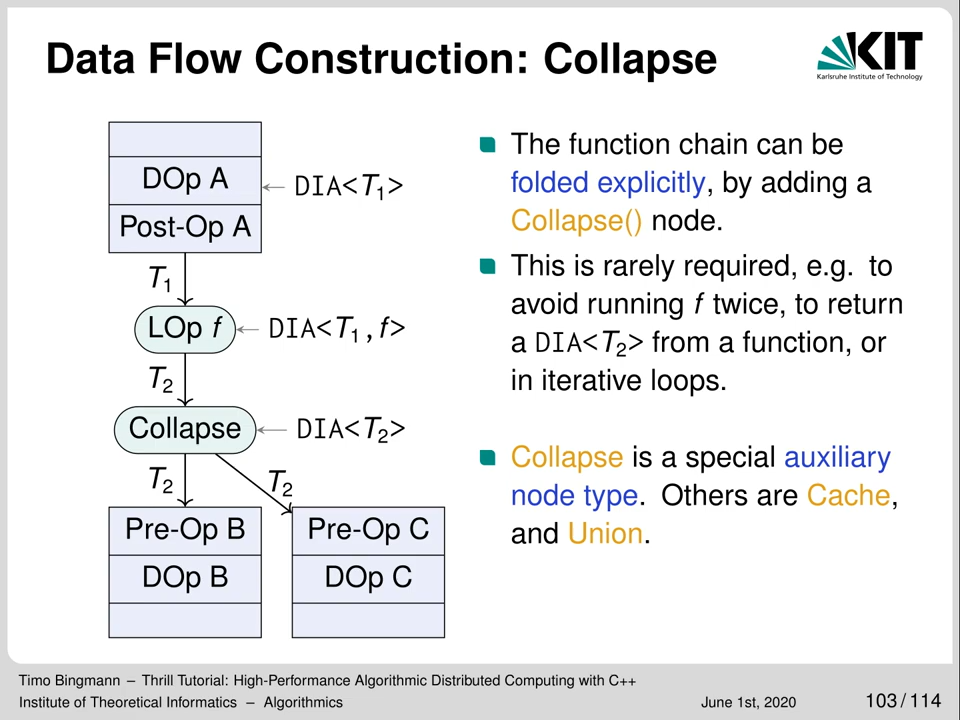 Data Flow Construction: Collapse
KIT
Karlsruhe Institute of Technology
DOp A
Post-Op A
← DIA<T₁>
T₁
LOp f
← DIA<T₁,f>
T₂
Collapse
← DIA<T₂>
T₂
T₂
Pre-Op B
DOp B
Pre-Op C
DOp C
The function chain can be
folded explicitly, by adding a
Collapse() node.
This is rarely required, e.g. to
avoid running f twice, to return
a DIA<T₂> from a function, or
in iterative loops.
Collapse is a special auxiliary
node type. Others are Cache,
and Union.
Timo Bingmann – Thrill Tutorial: High-Performance Algorithmic Distributed Computing with C++
Institute of Theoretical Informatics – Algorithmics
June 1st, 2020
103 / 114